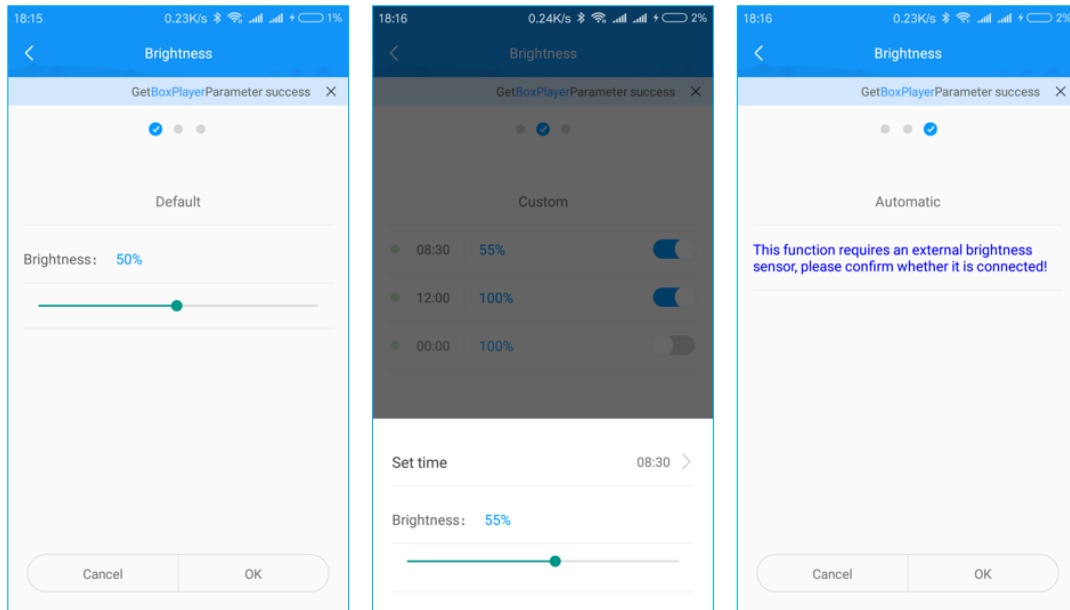 18:15 0.23K/s 1%
Brightness
GetBoxPlayerParameter success
Default
Brightness: 50%
Cancel OK
18:16 0.24K/s 2%
Brightness
GetBoxPlayerParameter success
Custom
08:30 55%
12:00 100%
00:00 100%
Set time 08:30
Brightness: 55%
18:16 0.23K/s 2%
Brightness
GetBoxPlayerParameter success
Automatic
This function requires an external brightness
sensor, please confirm whether it is connected!
Cancel OK